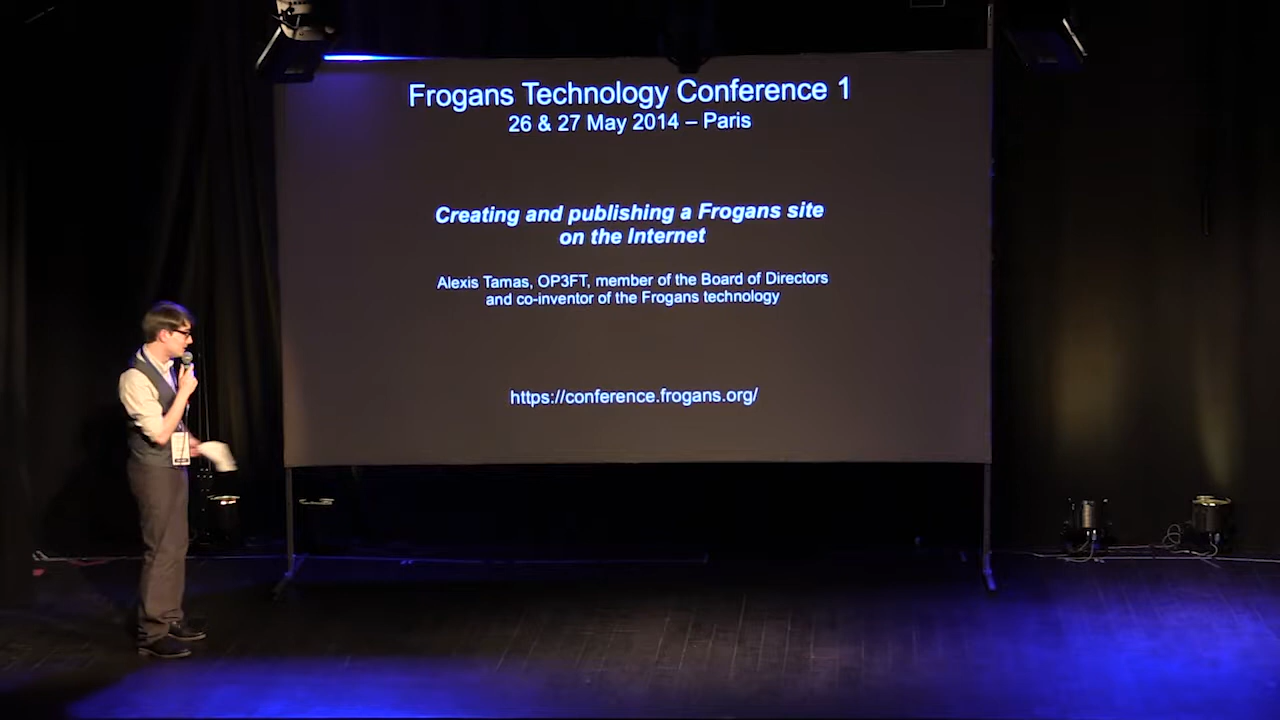 Frogans Technology Conference 1
26 & 27 May 2014 – Paris
Creating and publishing a Frogans site
on the Internet
Alexis Tamas, OP3FT, member of the Board of Directors
and co-inventor of the Frogans technology
https://conference.frogans.org/